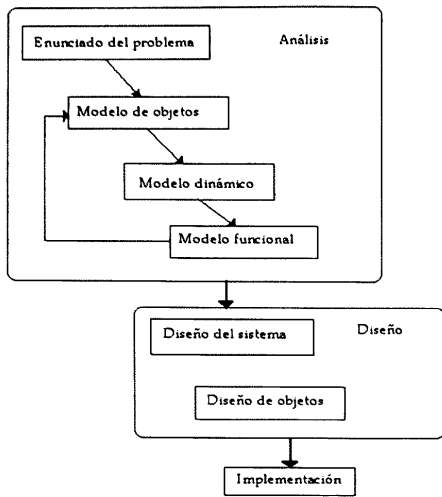 Enunciado del problema
Análisis
Modelo de objetos
Modelo dinámico
Modelo funcional
Diseño del sistema
Diseño
Diseño de objetos
Implementación